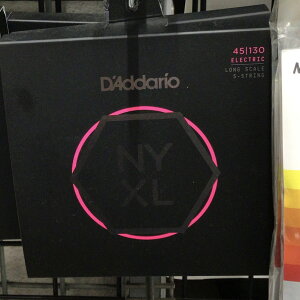 45|130
ELECTRIC
LONG SCALE
5-STRING
D'Addario
NY
XL